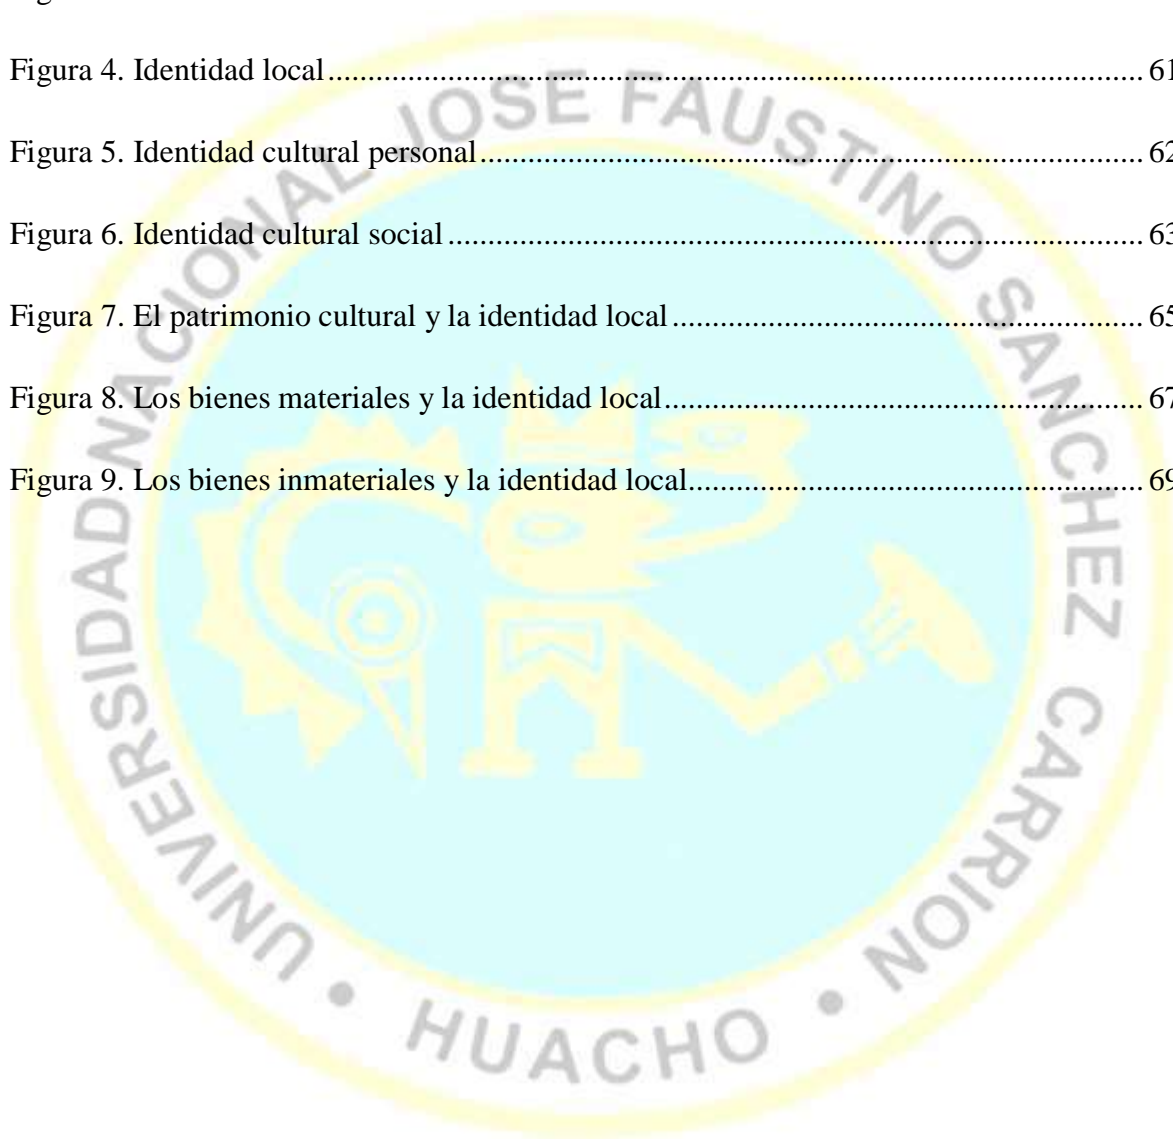 Figura 4. Identidad local ........ 61
Figura 5. Identidad cultural personal ........ 62
Figura 6. Identidad cultural social ........ 63
Figura 7. El patrimonio cultural y la identidad local ........ 65
Figura 8. Los bienes materiales y la identidad local ........ 67
Figura 9. Los bienes inmateriales y la identidad local ........ 69
UNIVERSIDAD NACIONAL JOSE FAUSTINO SANCHEZ CARRION • HUACHO •